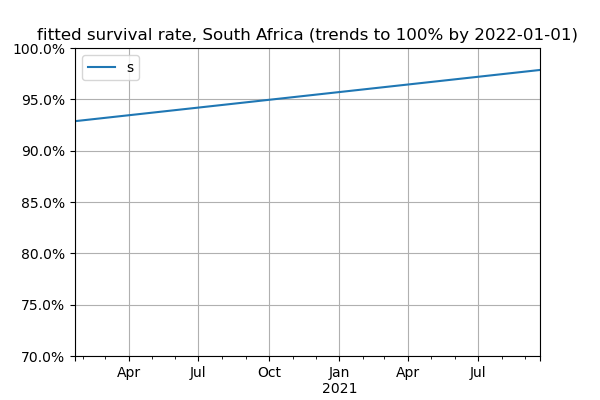 fitted survival rate, South Africa (trends to 100% by 2022-01-01)
100.0%
s
95.0%
90.0%
85.0%
80.0%
75.0%
70.0%
Apr Jul Oct Jan Apr Jul
2021